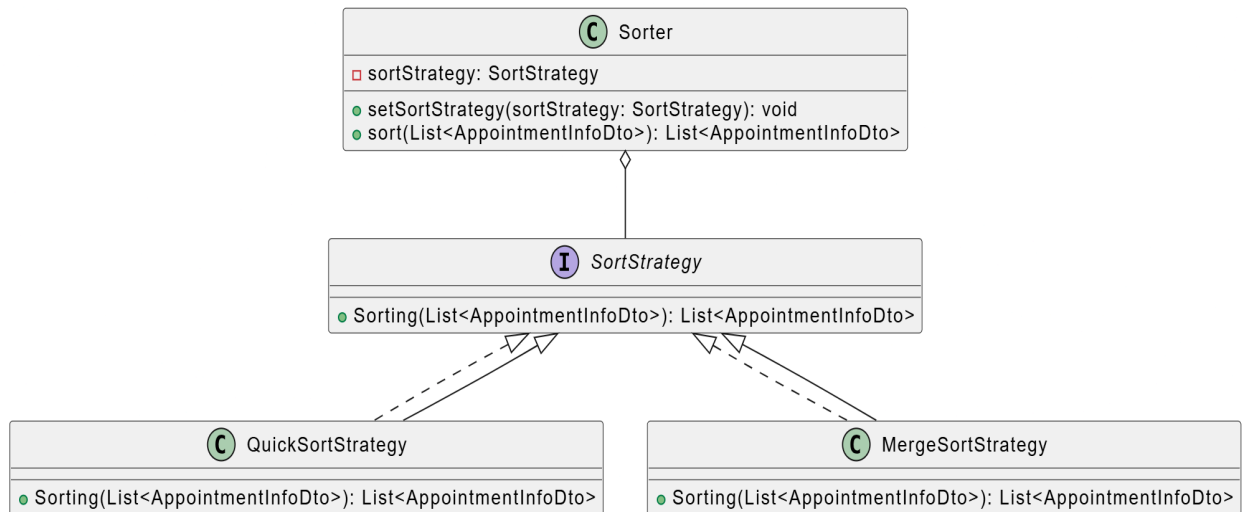 C Sorter
sortStrategy: SortStrategy
setSortStrategy(sortStrategy: SortStrategy): void
sort(List<AppointmentInfoDto>): List<AppointmentInfoDto>
I SortStrategy
Sorting(List<AppointmentInfoDto>): List<AppointmentInfoDto>
C QuickSortStrategy
Sorting(List<AppointmentInfoDto>): List<AppointmentInfoDto>
C MergeSortStrategy
Sorting(List<AppointmentInfoDto>): List<AppointmentInfoDto>